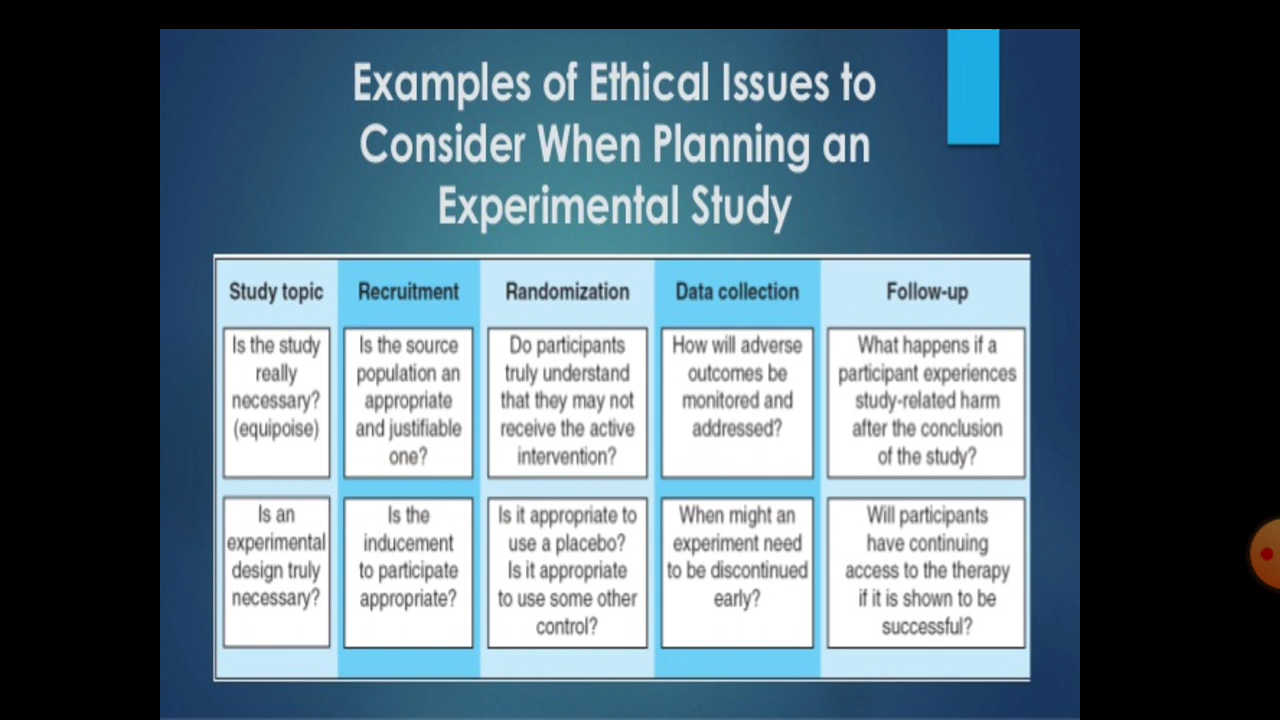 Examples of Ethical Issues to
Consider When Planning an
Experimental Study
Study topic
Recruitment
Randomization
Data collection
Follow-up
Is the study
really
necessary?
(equipoise)
Is the source
population an
appropriate
and justifiable
one?
Do participants
truly understand
that they may not
receive the active
intervention?
How will adverse
outcomes be
monitored and
addressed?
What happens if a
participant experiences
study-related harm
after the conclusion
of the study?
Is an
experimental
design truly
necessary?
Is the
inducement
to participate
appropriate?
Is it appropriate to
use a placebo?
Is it appropriate
to use some other
control?
When might an
experiment need
to be discontinued
early?
Will participants
have continuing
access to the therapy
if it is shown to be
successful?